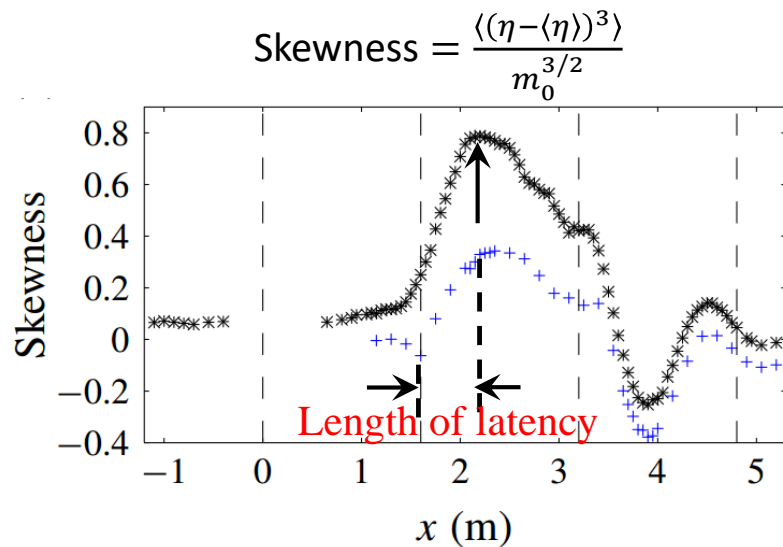 Skewness = ⟨(η−⟨η⟩)³⟩ / m₀^{3/2}
0.8
0.6
0.4
0.2
0
−0.2
−0.4
Skewness
Length of latency
−1 0 1 2 3 4 5
x (m)